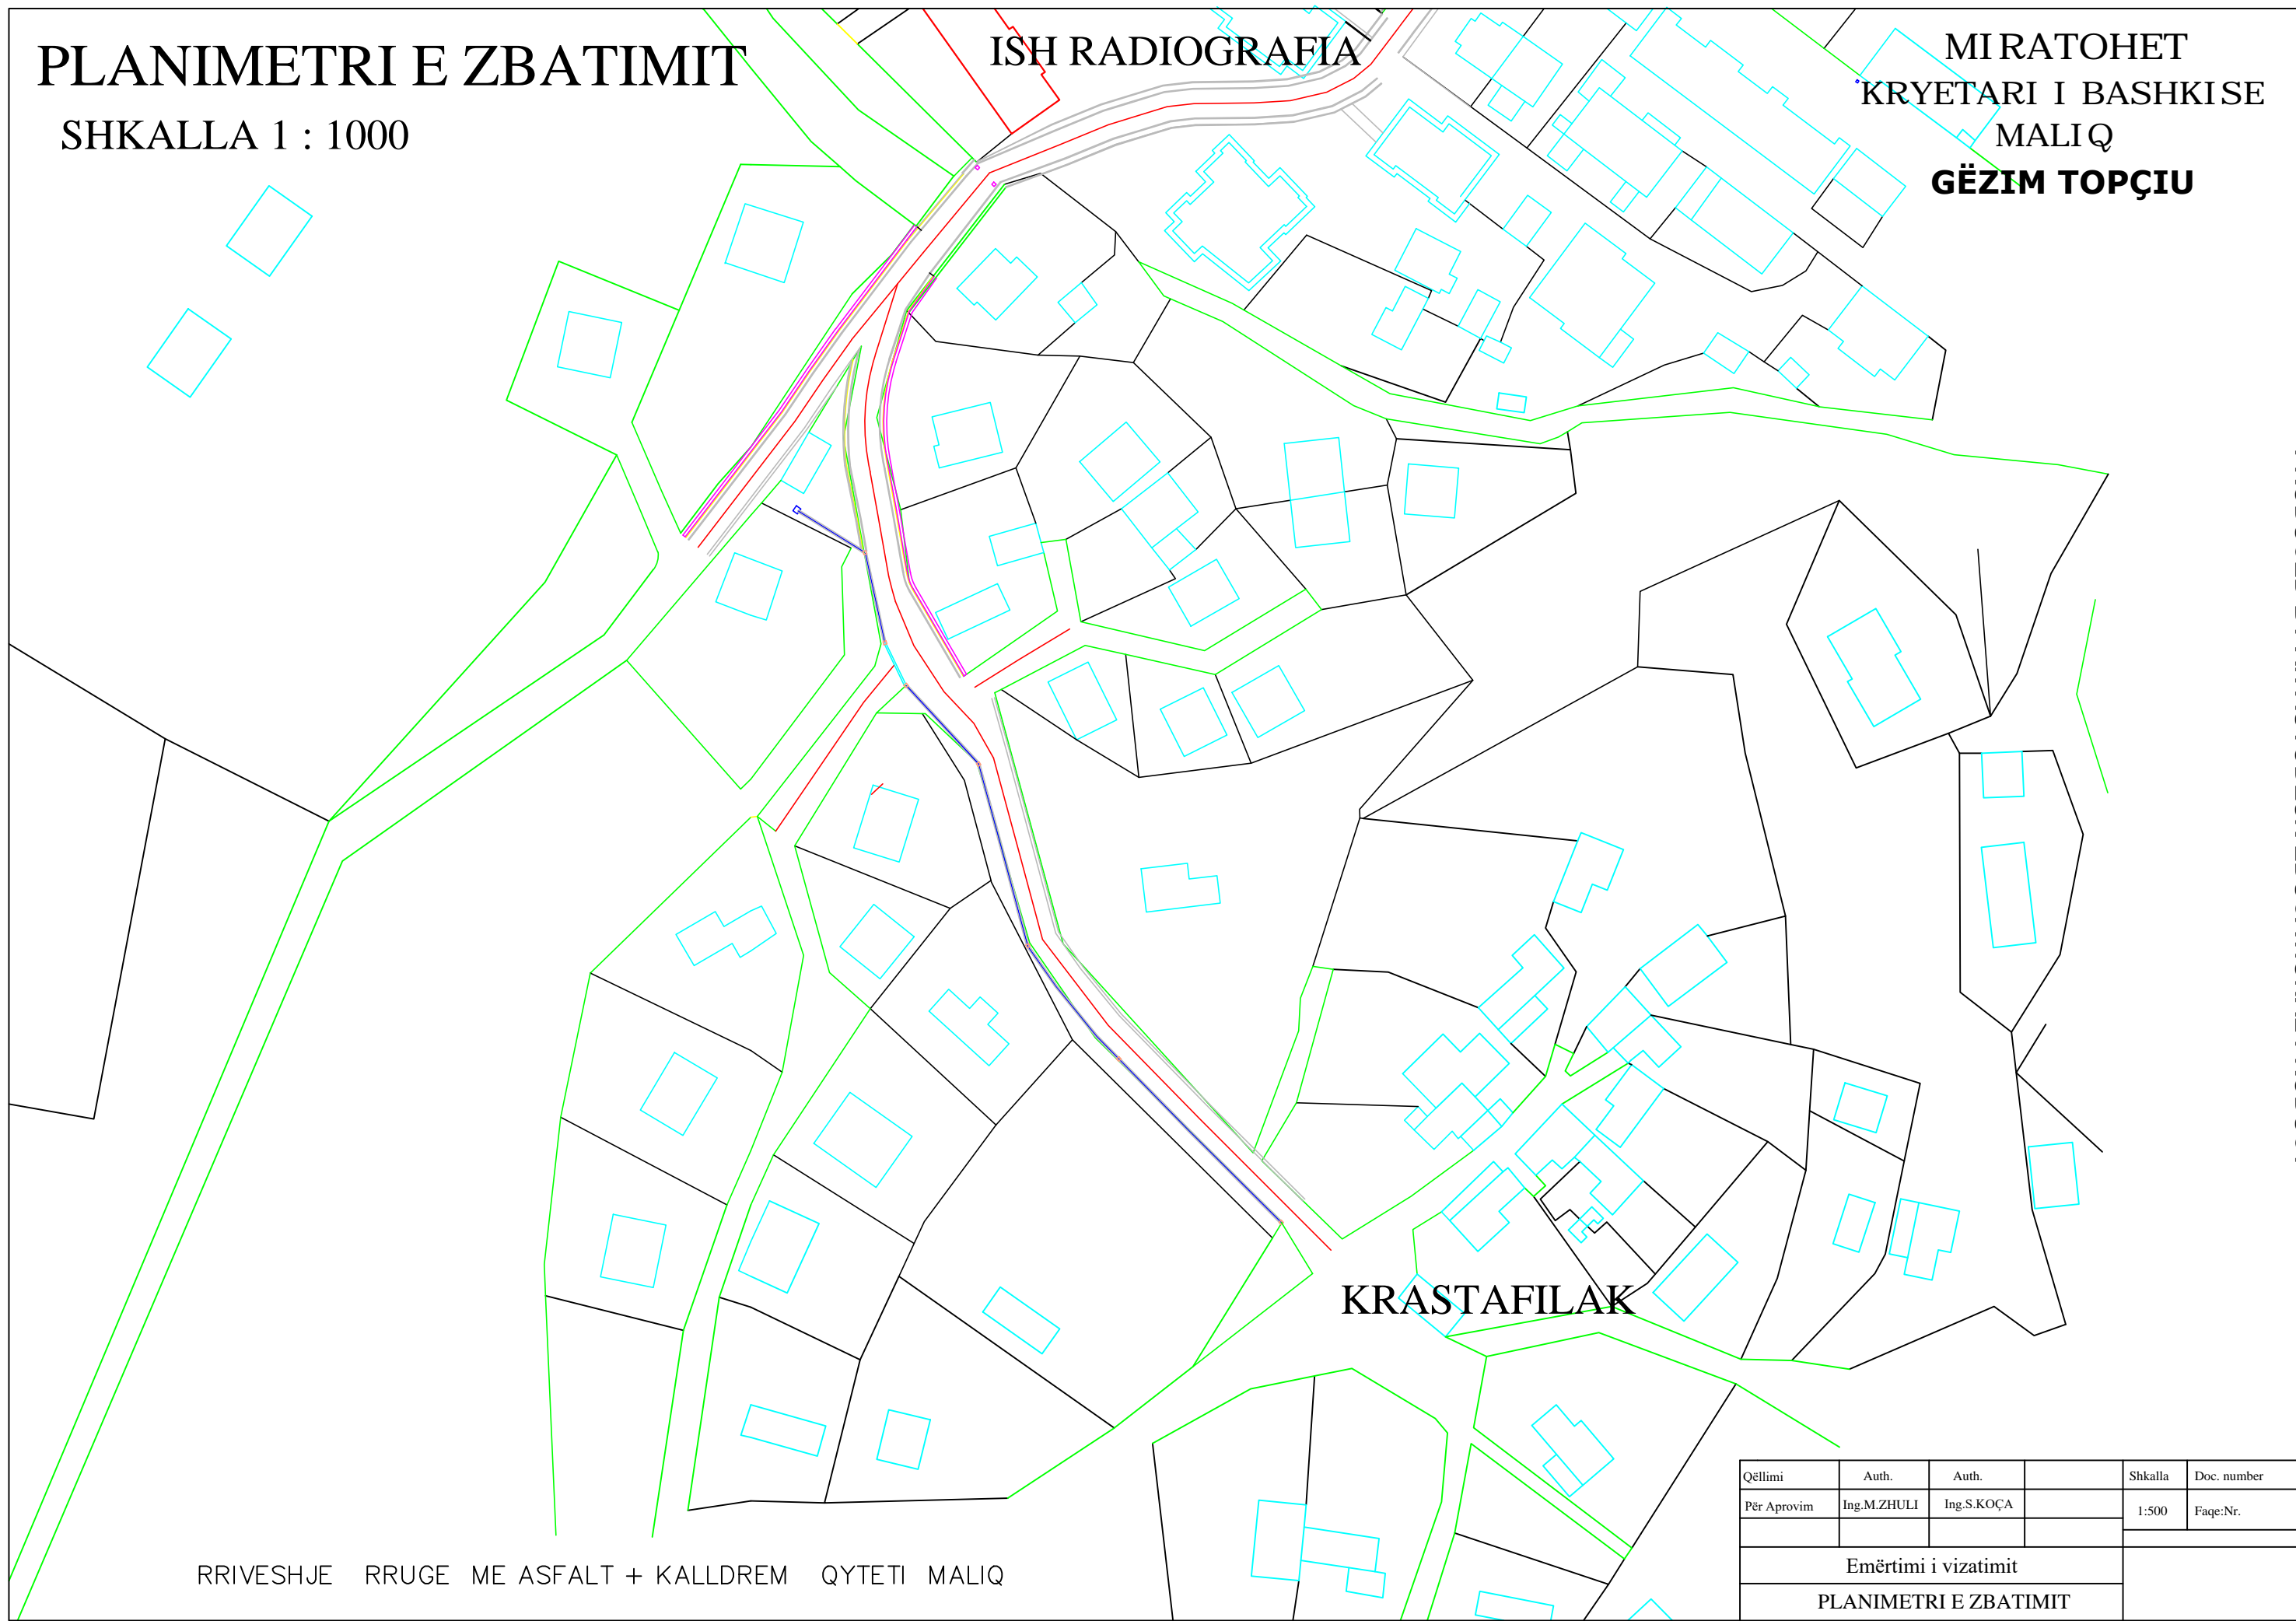 PLANIMETRI E ZBATIMIT
SHKALLA 1 : 1000
ISH RADIOGRAFIA
MIRATOHET
KRYETARI I BASHKISE
MALIQ
GËZIM TOPÇIU
KRASTAFILAK
RRIVESHJE RRUGE ME ASFALT + KALLDREM QYTETI MALIQ
Qëllimi Auth. Auth. Shkalla Doc. number
Për Aprovim Ing.M.ZHULI Ing.S.KOÇA 1:500 Faqe:Nr.
Emërtimi i vizatimit
PLANIMETRI E ZBATIMIT